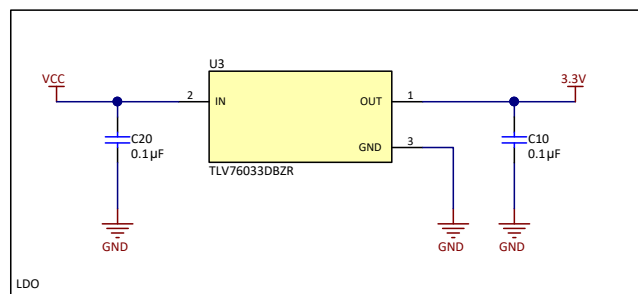 U3
VCC
2
IN
OUT
1
3.3V
GND
3
C20
0.1µF
C10
0.1µF
TLV76033DBZR
GND
GND
GND
LDO